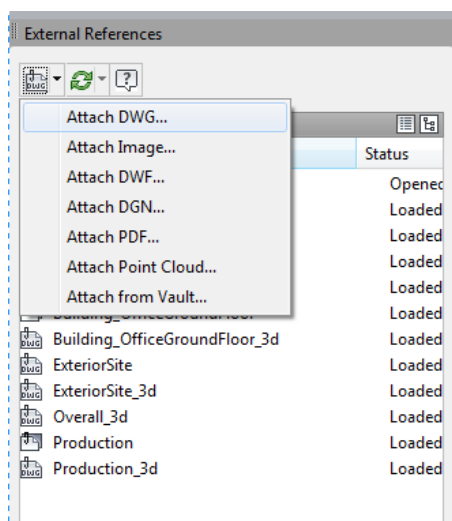 External References
DWG
Attach DWG...
Attach Image...
Attach DWF...
Attach DGN...
Attach PDF...
Attach Point Cloud...
Attach from Vault...
Status
Opened
Loaded
Loaded
Loaded
Loaded
Building_OfficeGroundFloor Loaded
Building_OfficeGroundFloor_3d Loaded
ExteriorSite Loaded
ExteriorSite_3d Loaded
Overall_3d Loaded
Production Loaded
Production_3d Loaded